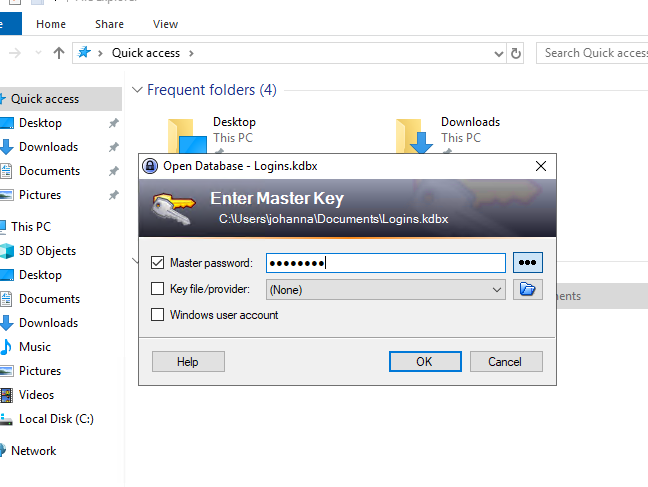 Home Share View
Quick access
Search Quick access
Quick access
Desktop
Downloads
Documents
Pictures
This PC
3D Objects
Desktop
Documents
Downloads
Music
Pictures
Videos
Local Disk (C:)
Network
Frequent folders (4)
Desktop
This PC
Downloads
This PC
Open Database - Logins.kdbx
Enter Master Key
C:\Users\johanna\Documents\Logins.kdbx
Master password: ●●●●●●●●
Key file/provider: (None)
Windows user account
Help OK Cancel